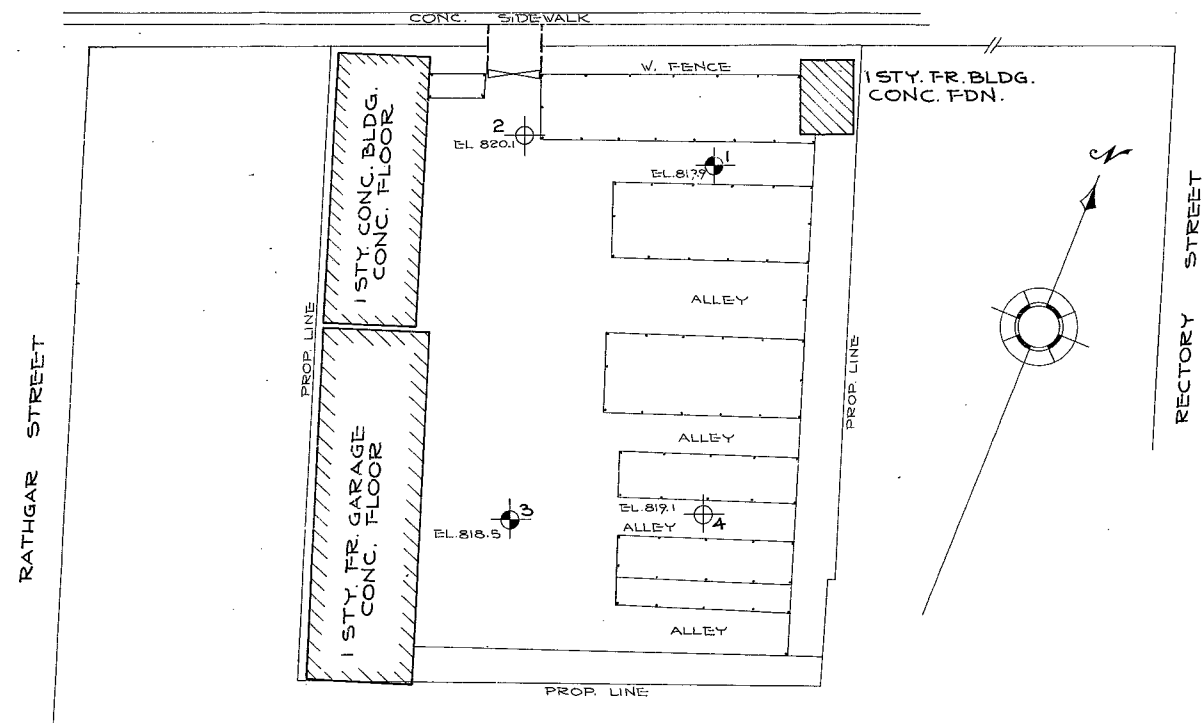 CONC. SIDEWALK
W. FENCE
1 STY. FR. BLDG.
CONC. FDN.
2
EL 820.1
1
EL. 817.9
N
1 STY. CONC. BLDG.
CONC. FLOOR
ALLEY
PROP. LINE
PROP. LINE
RATHGAR STREET
RECTORY STREET
ALLEY
1 STY. FR. GARAGE
CONC. FLOOR
3
EL. 818.5
EL. 819.1
4
ALLEY
ALLEY
PROP. LINE